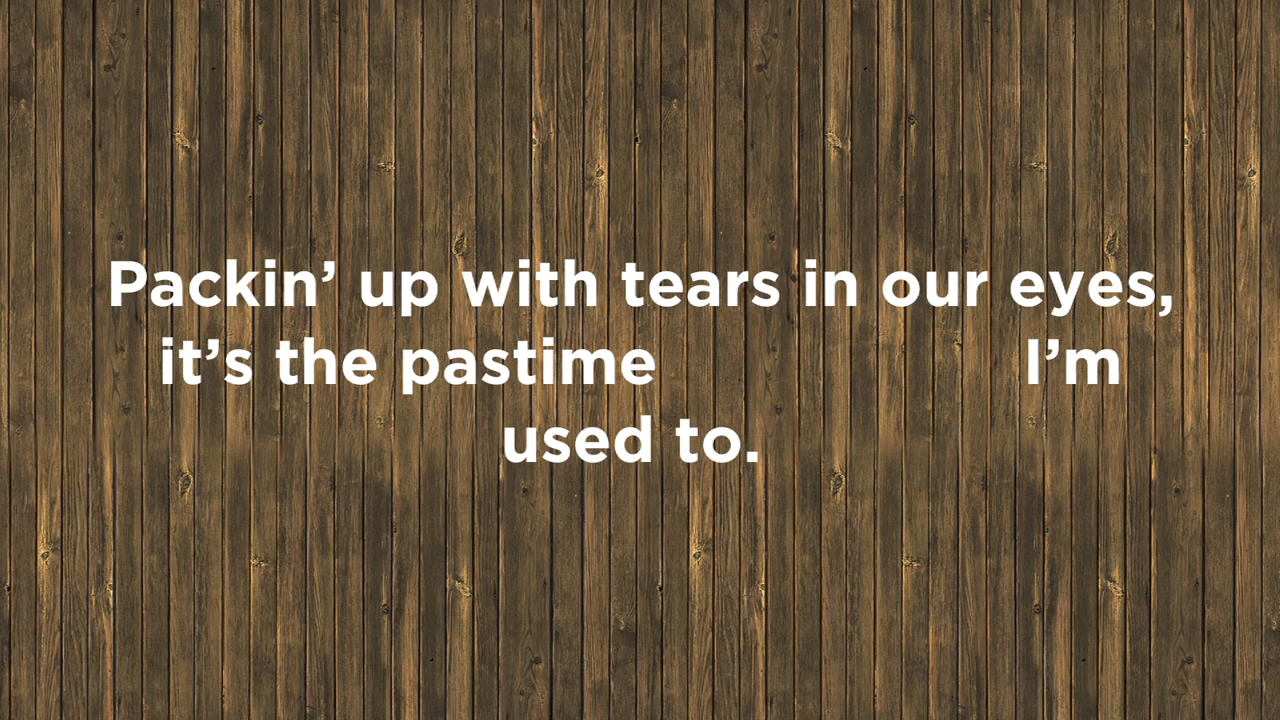 Packin’ up with tears in our eyes,
it’s the pastime I’m
used to.